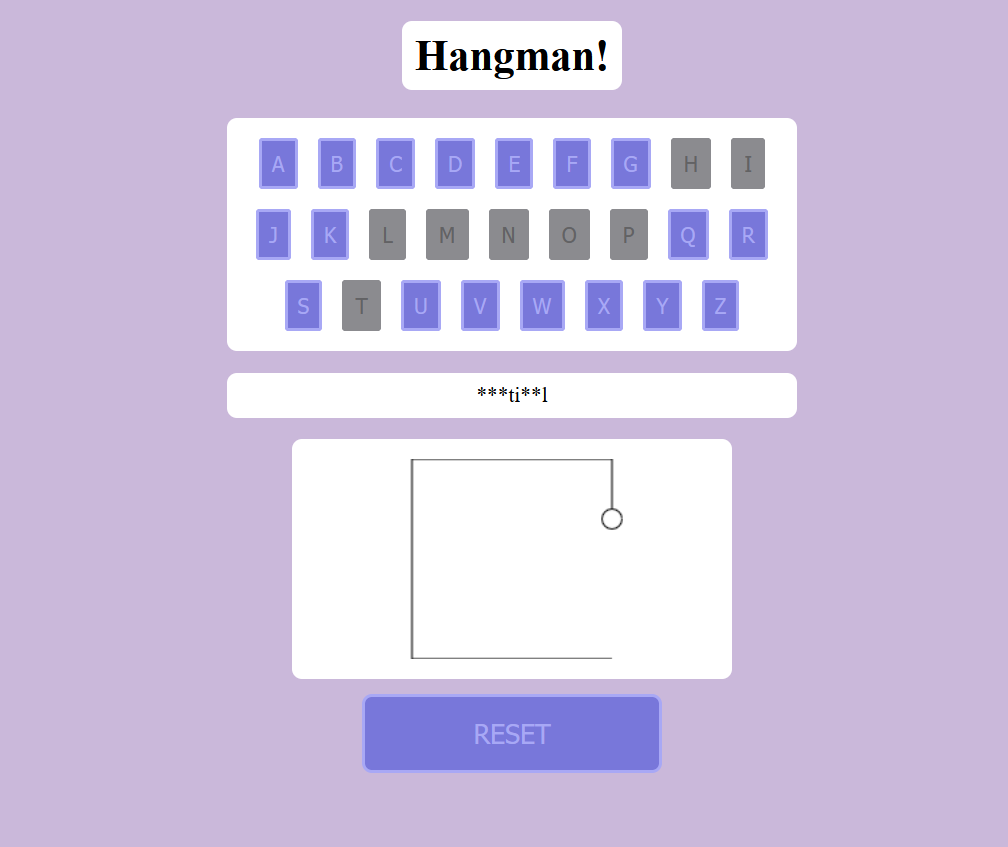 Hangman!
A B C D E F G H I
J K L M N O P Q R
S T U V W X Y Z
***ti**l
RESET